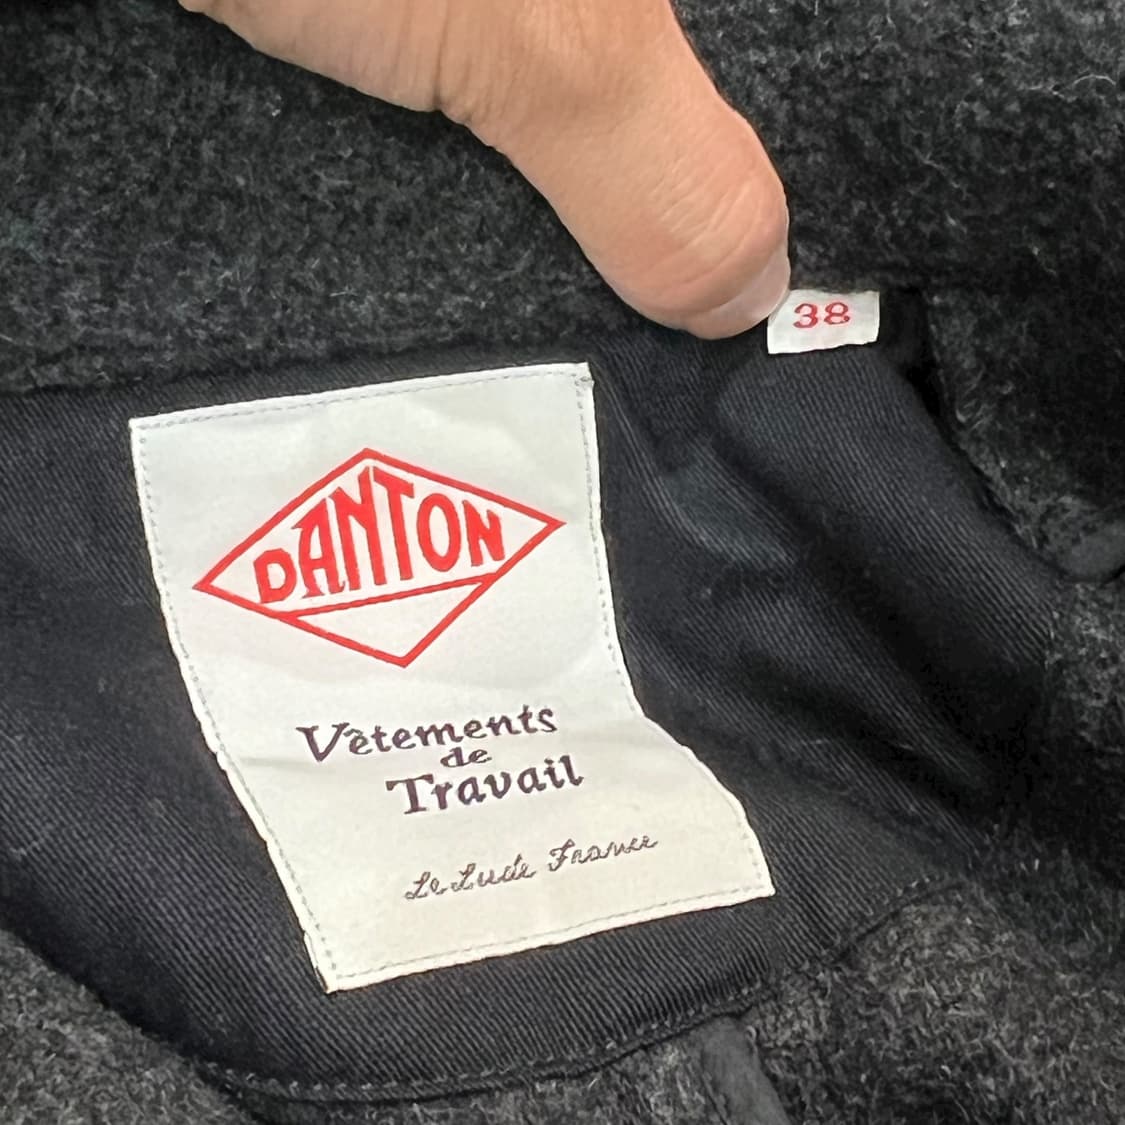 38
DANTON
Vêtements
de
Travail
Le Lude France